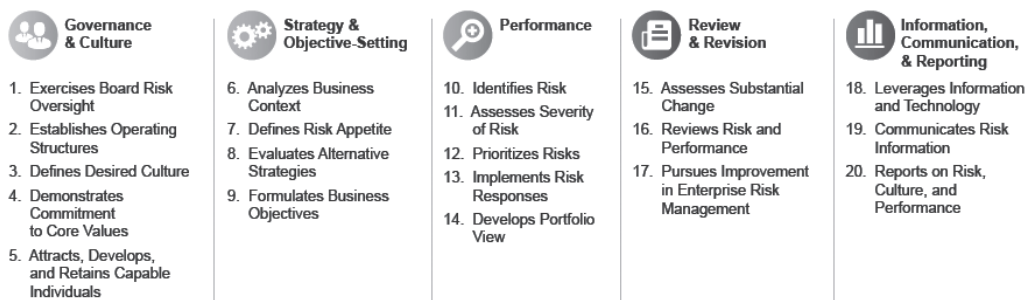 Governance
& Culture
1. Exercises Board Risk
Oversight
2. Establishes Operating
Structures
3. Defines Desired Culture
4. Demonstrates
Commitment
to Core Values
5. Attracts, Develops,
and Retains Capable
Individuals
Strategy &
Objective-Setting
6. Analyzes Business
Context
7. Defines Risk Appetite
8. Evaluates Alternative
Strategies
9. Formulates Business
Objectives
Performance
10. Identifies Risk
11. Assesses Severity
of Risk
12. Prioritizes Risks
13. Implements Risk
Responses
14. Develops Portfolio
View
Review
& Revision
15. Assesses Substantial
Change
16. Reviews Risk and
Performance
17. Pursues Improvement
in Enterprise Risk
Management
Information,
Communication,
& Reporting
18. Leverages Information
and Technology
19. Communicates Risk
Information
20. Reports on Risk,
Culture, and
Performance